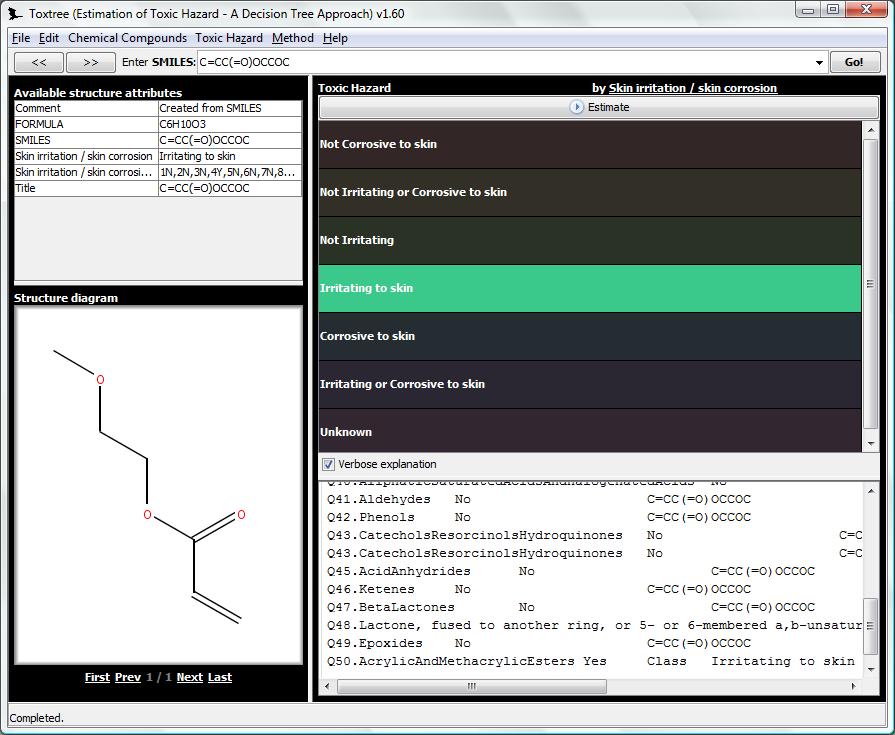 Toxtree (Estimation of Toxic Hazard - A Decision Tree Approach) v1.60
File Edit Chemical Compounds Toxic Hazard Method Help
<< >> Enter SMILES: C=CC(=O)OCCOC Go!
Available structure attributes
Comment Created from SMILES
FORMULA C6H10O3
SMILES C=CC(=O)OCCOC
Skin irritation / skin corrosion Irritating to skin
Skin irritation / skin corrosi... 1N,2N,3N,4Y,5N,6N,7N,8...
Title C=CC(=O)OCCOC
Structure diagram
O
O O
First Prev 1 / 1 Next Last
Toxic Hazard by Skin irritation / skin corrosion
Estimate
Not Corrosive to skin
Not Irritating or Corrosive to skin
Not Irritating
Irritating to skin
Corrosive to skin
Irritating or Corrosive to skin
Unknown
Verbose explanation
Q40.AliphaticSaturatedAcidsAndHalogenatedAcids No
Q41.Aldehydes No C=CC(=O)OCCOC
Q42.Phenols No C=CC(=O)OCCOC
Q43.CatecholsResorcinolsHydroquinones No C=C
Q43.CatecholsResorcinolsHydroquinones No C=C
Q45.AcidAnhydrides No C=CC(=O)OCCOC
Q46.Ketenes No C=CC(=O)OCCOC
Q47.BetaLactones No C=CC(=O)OCCOC
Q48.Lactone, fused to another ring, or 5- or 6-membered a,b-unsatur
Q49.Epoxides No C=CC(=O)OCCOC
Q50.AcrylicAndMethacrylicEsters Yes Class Irritating to skin
Completed.